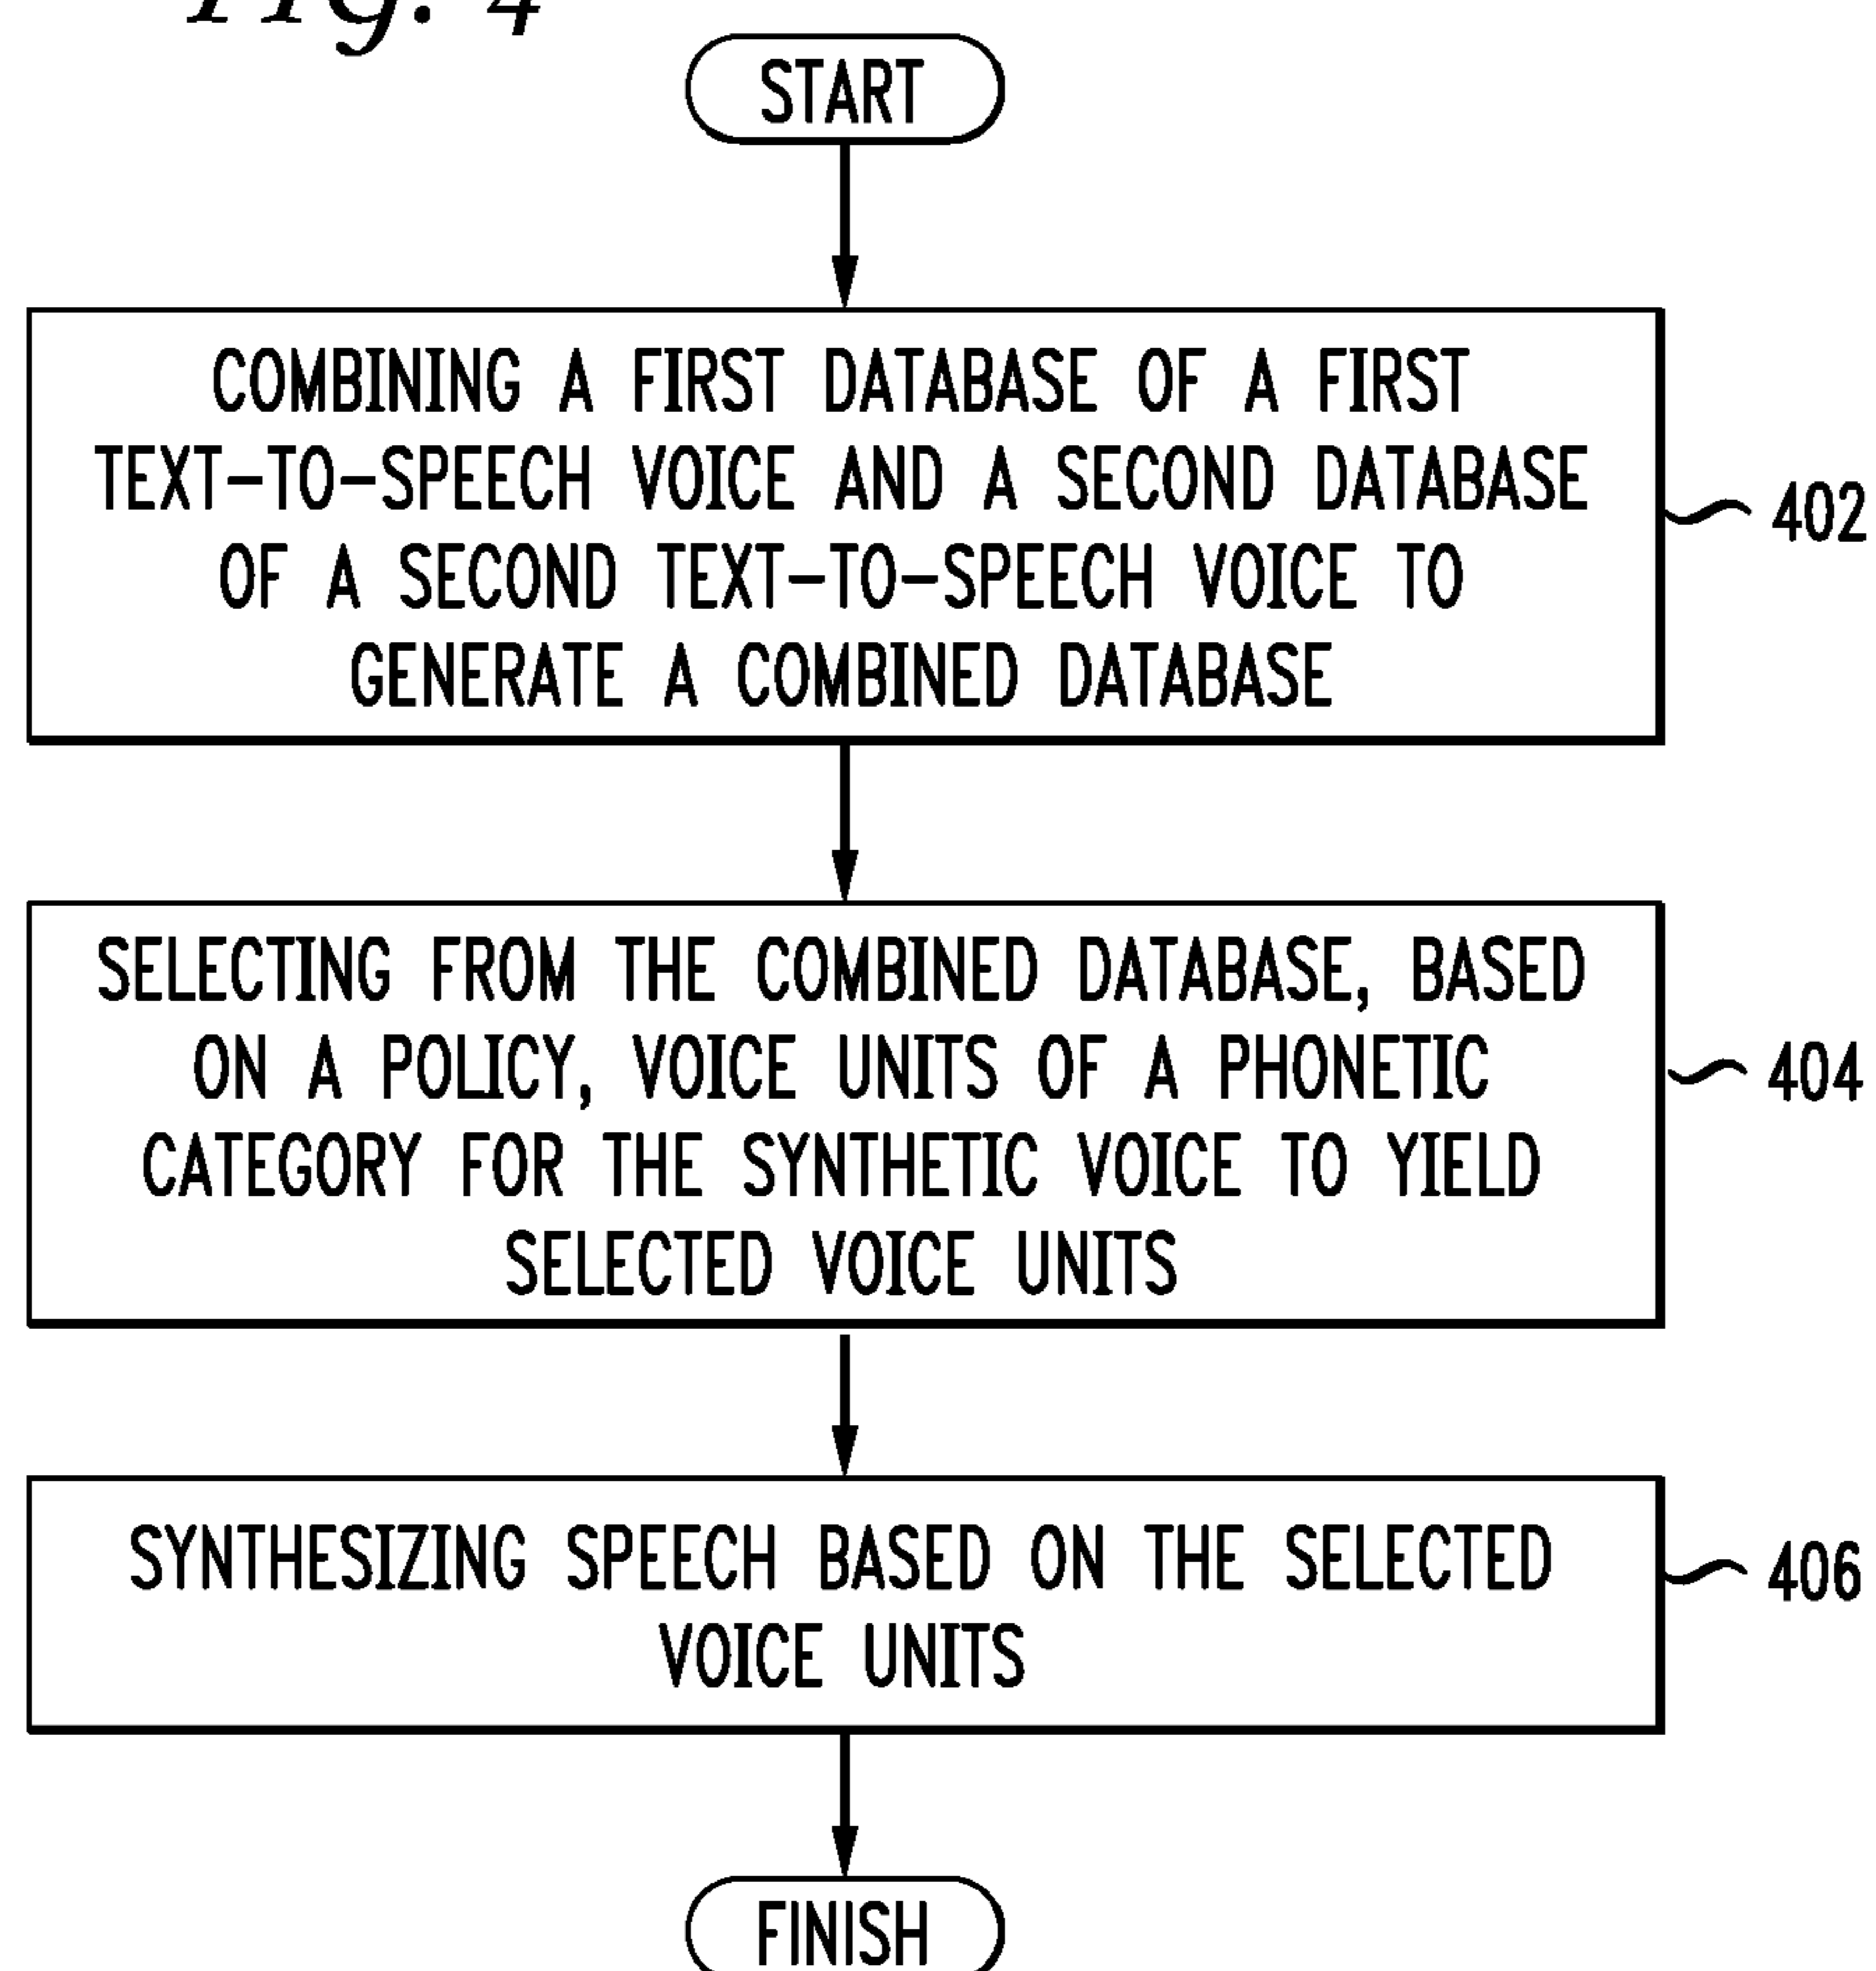 FIG. 4
START
COMBINING A FIRST DATABASE OF A FIRST
TEXT-TO-SPEECH VOICE AND A SECOND DATABASE
OF A SECOND TEXT-TO-SPEECH VOICE TO
GENERATE A COMBINED DATABASE
402
SELECTING FROM THE COMBINED DATABASE, BASED
ON A POLICY, VOICE UNITS OF A PHONETIC
CATEGORY FOR THE SYNTHETIC VOICE TO YIELD
SELECTED VOICE UNITS
404
SYNTHESIZING SPEECH BASED ON THE SELECTED
VOICE UNITS
406
FINISH